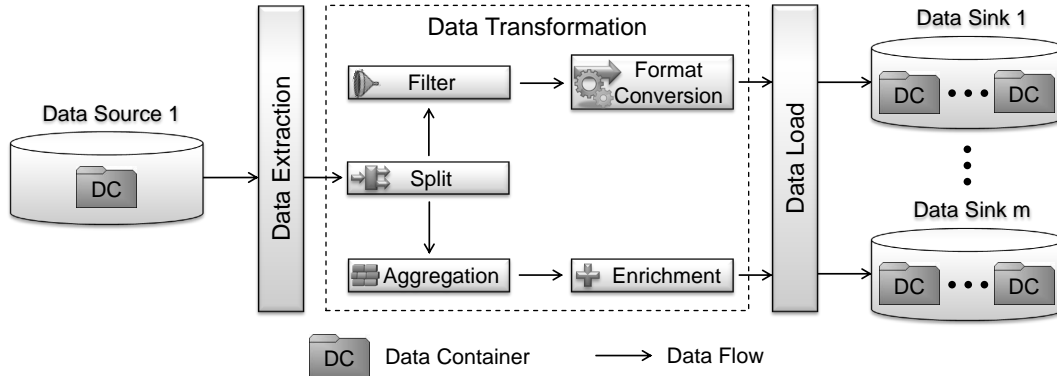 Data Source 1
DC
Data Extraction
Data Transformation
Filter
Format
Conversion
Split
Aggregation
Enrichment
Data Load
Data Sink 1
DC ••• DC
Data Sink m
DC ••• DC
DC Data Container
Data Flow